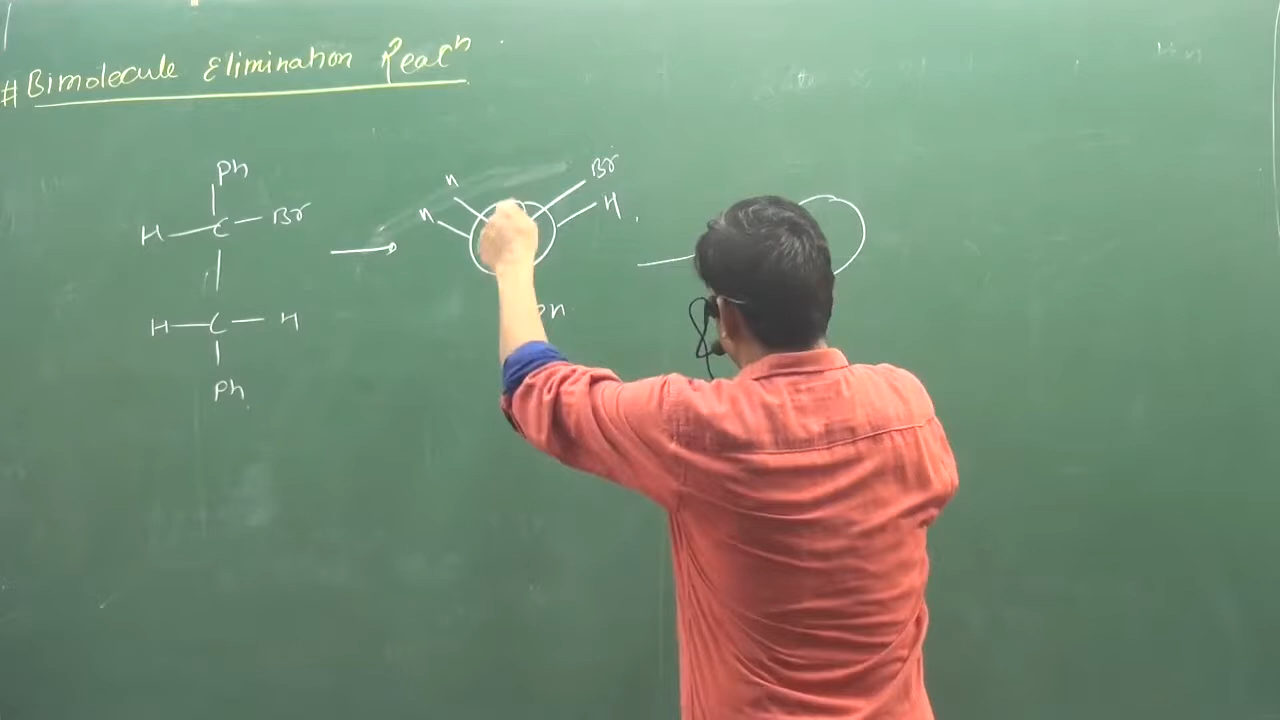 # Bimolecule Elimination Reacⁿ
Ph
H — C — Br
H — C — H
Ph
H Br
H H